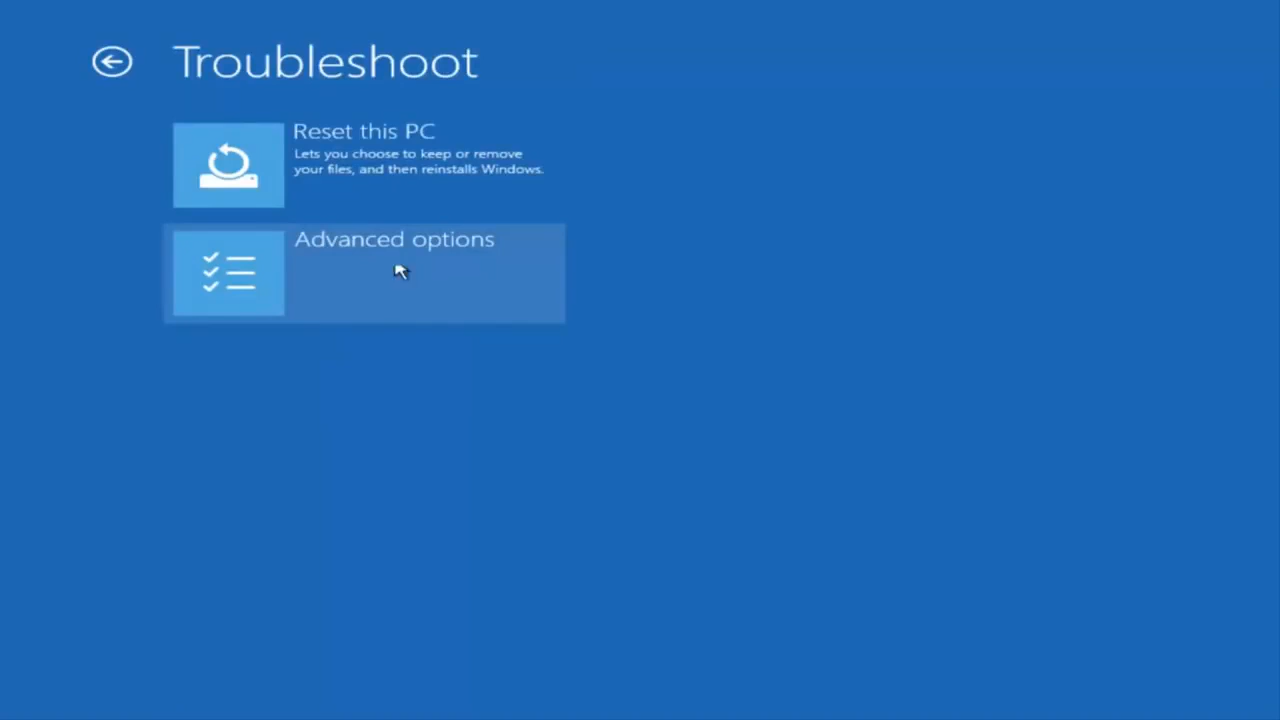 Troubleshoot
Reset this PC
Lets you choose to keep or remove
your files, and then reinstalls Windows.
Advanced options